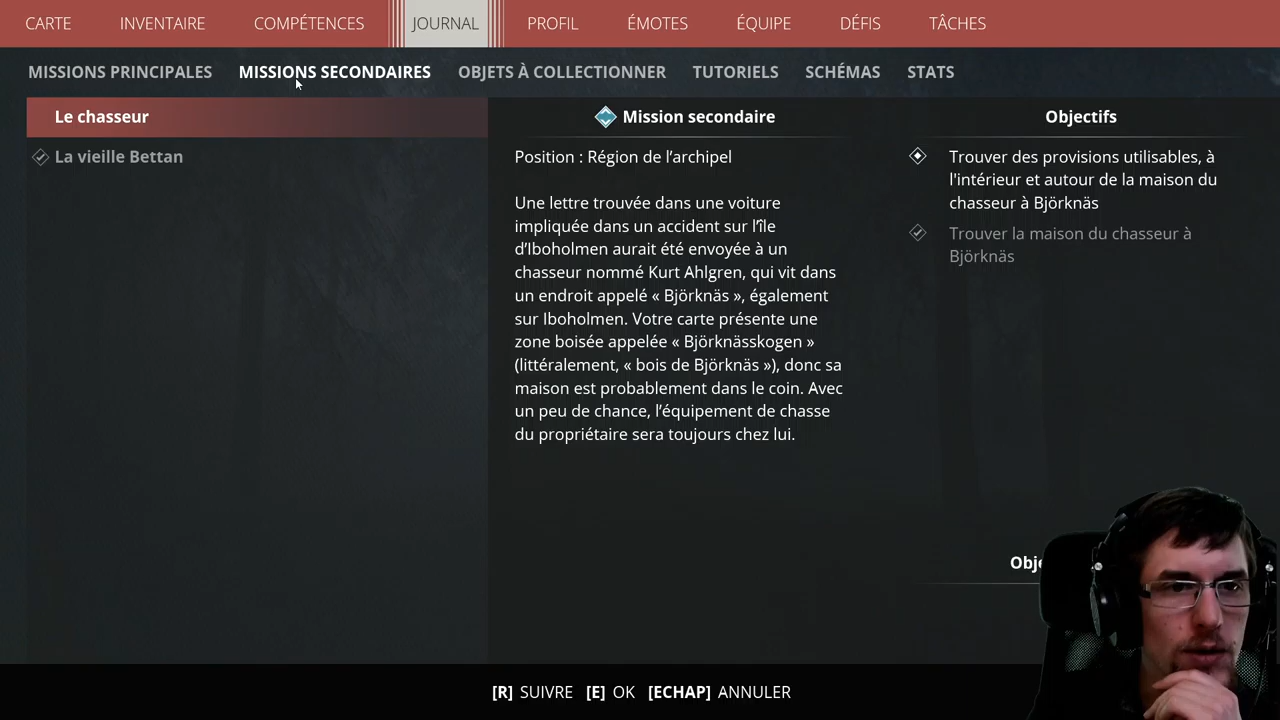 CARTE INVENTAIRE COMPÉTENCES JOURNAL PROFIL ÉMOTES ÉQUIPE DÉFIS TÂCHES
MISSIONS PRINCIPALES MISSIONS SECONDAIRES OBJETS À COLLECTIONNER TUTORIELS SCHÉMAS STATS
Le chasseur
La vieille Bettan
Mission secondaire
Position : Région de l'archipel
Une lettre trouvée dans une voiture
impliquée dans un accident sur l'île
d'Iboholmen aurait été envoyée à un
chasseur nommé Kurt Ahlgren, qui vit dans
un endroit appelé « Björknäs », également
sur Iboholmen. Votre carte présente une
zone boisée appelée « Björknässkogen »
(littéralement, « bois de Björknäs »), donc sa
maison est probablement dans le coin. Avec
un peu de chance, l'équipement de chasse
du propriétaire sera toujours chez lui.
Objectifs
Trouver des provisions utilisables, à
l'intérieur et autour de la maison du
chasseur à Björknäs
Trouver la maison du chasseur à
Björknäs
[R] SUIVRE [E] OK [ECHAP] ANNULER